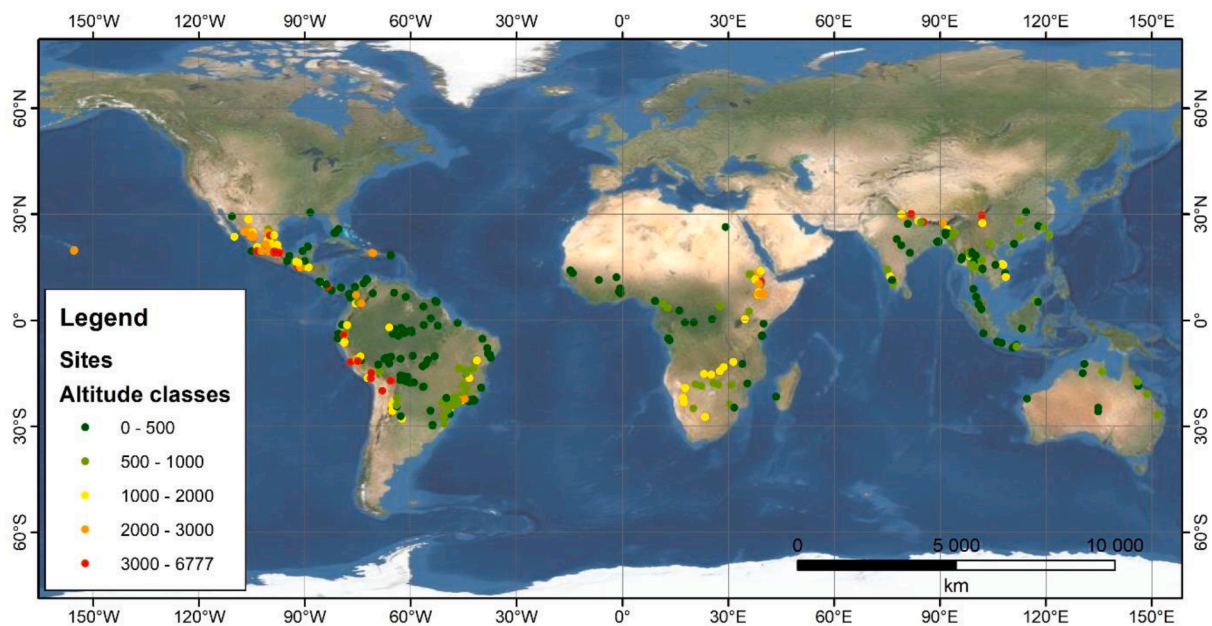 150°W 120°W 90°W 60°W 30°W 0° 30°E 60°E 90°E 120°E 150°E
60°N 60°N
30°N 30°N
0° 0°
30°S 30°S
60°S 60°S
Legend
Sites
Altitude classes
0 - 500
500 - 1000
1000 - 2000
2000 - 3000
3000 - 6777
0 5 000 10 000
km
150°W 120°W 90°W 60°W 30°W 0° 30°E 60°E 90°E 120°E 150°E